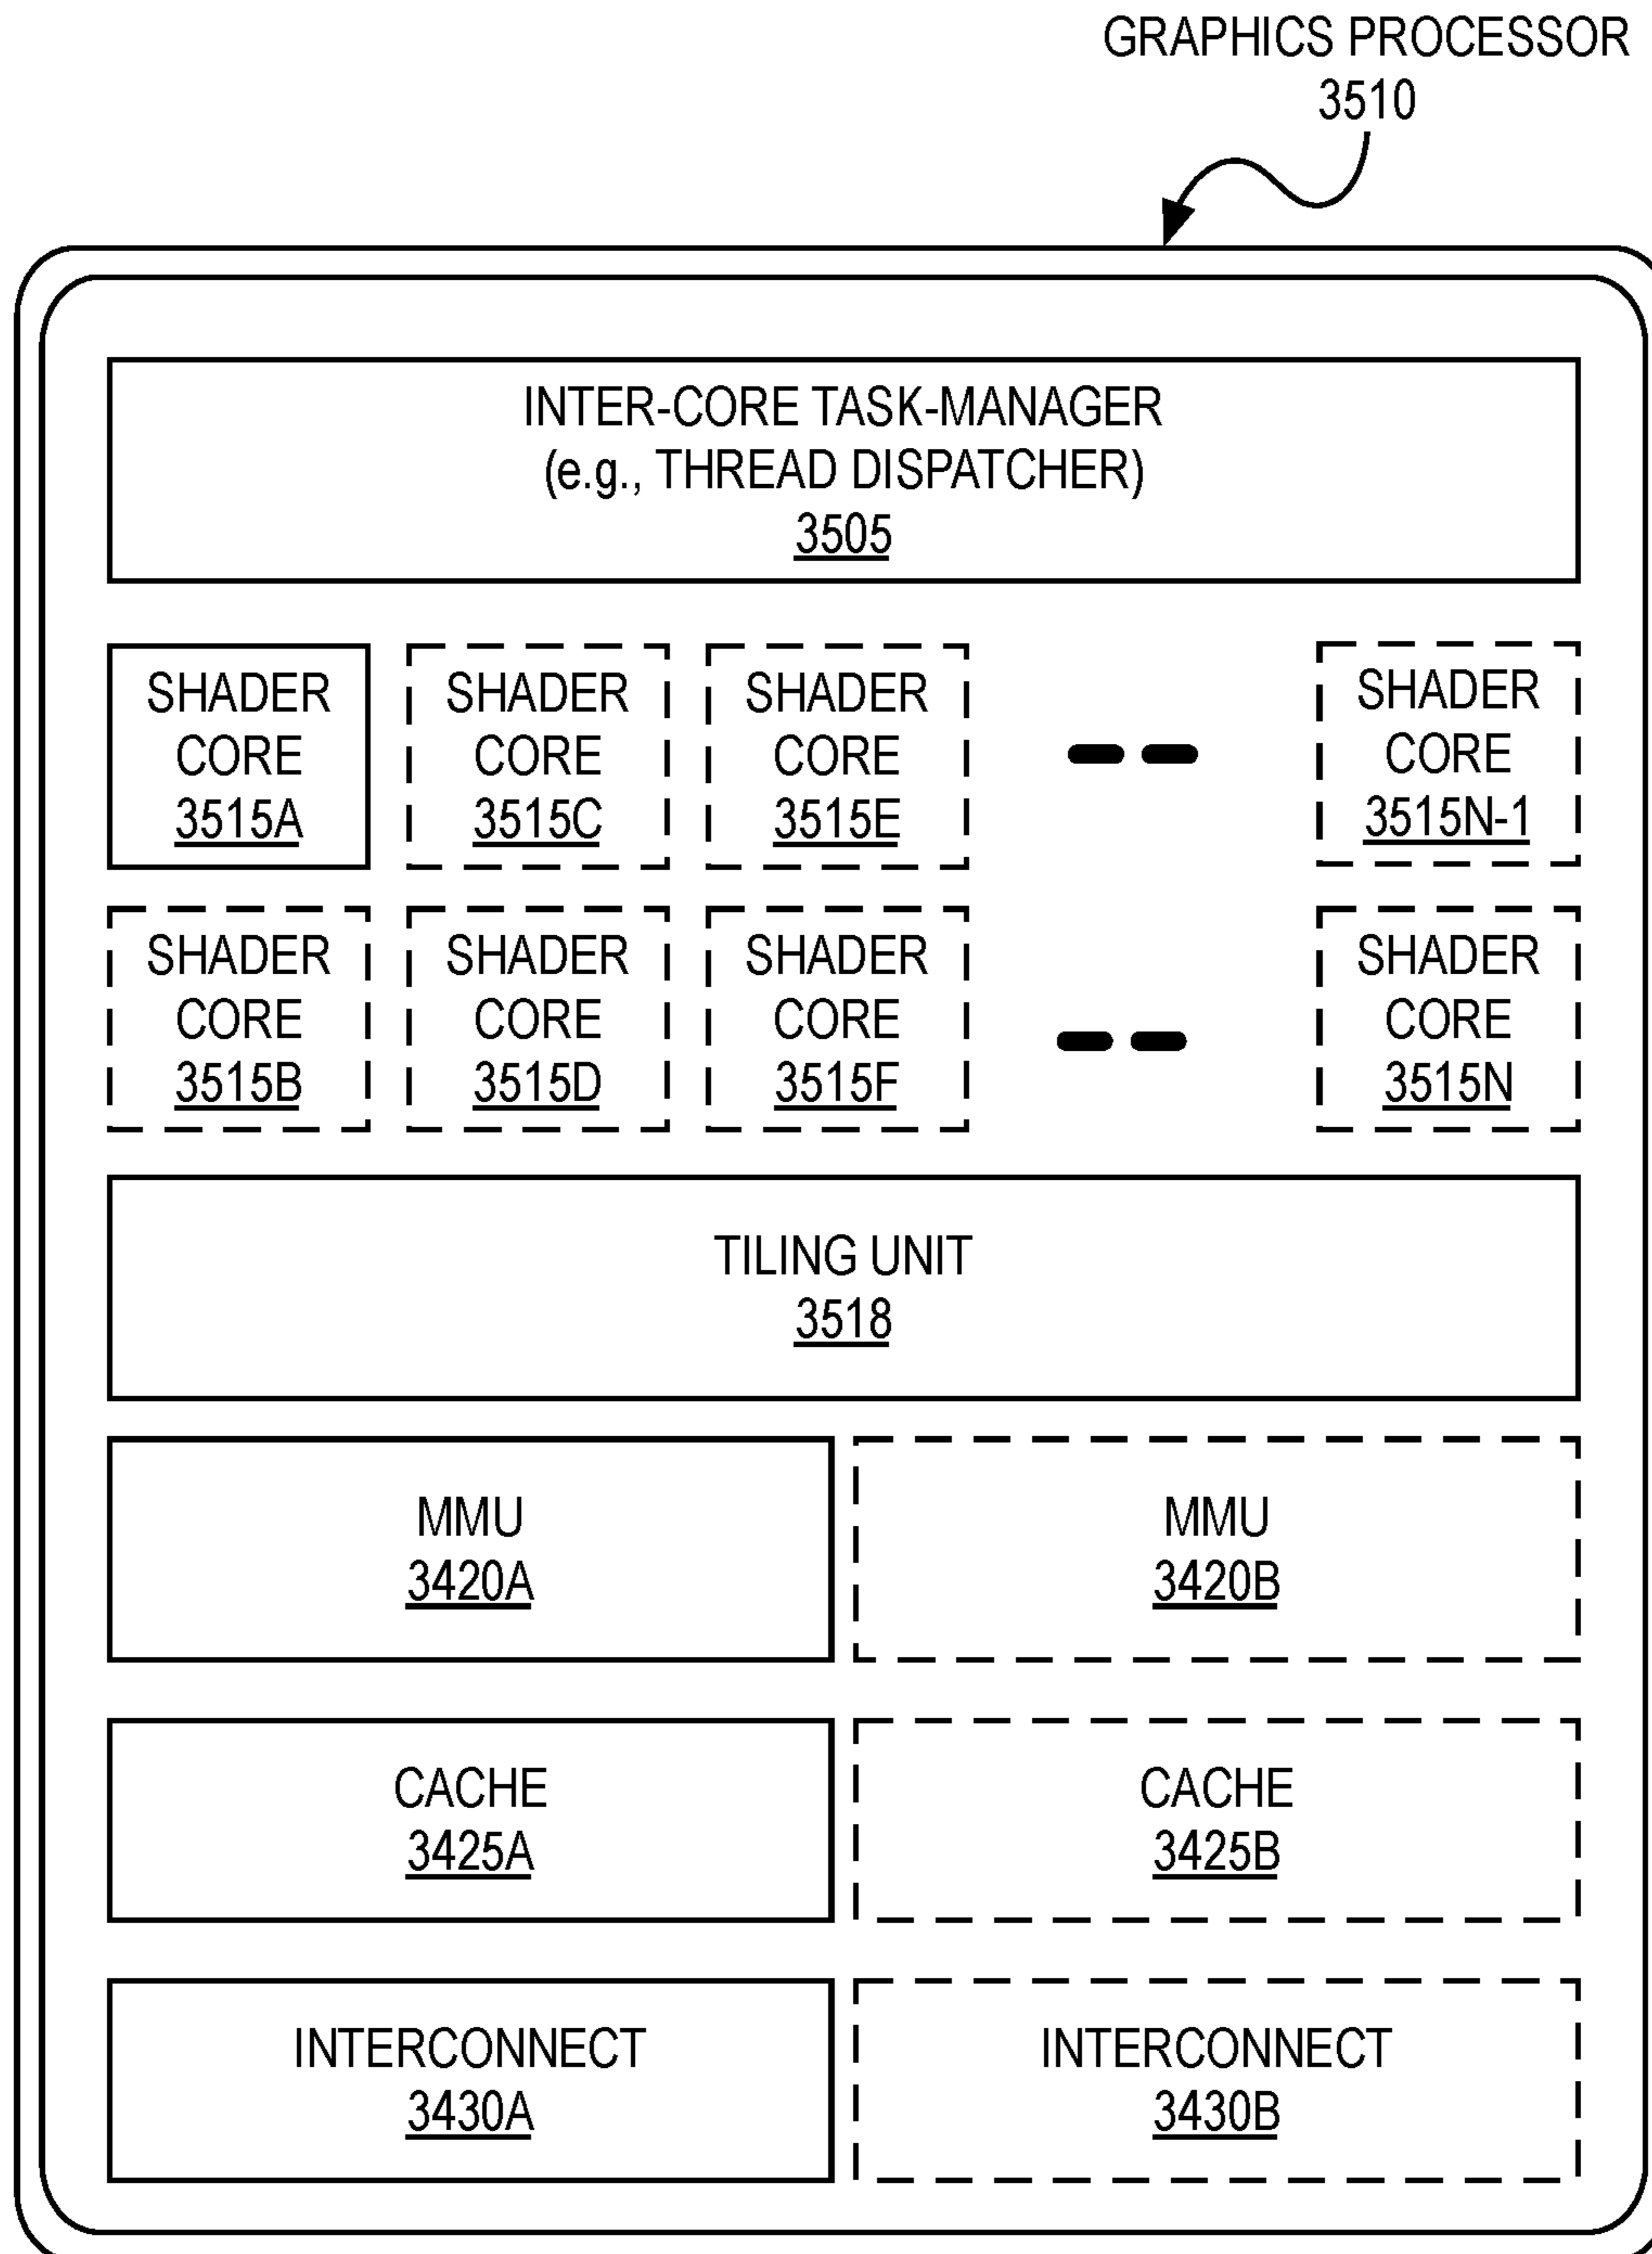 GRAPHICS PROCESSOR
3510
INTER-CORE TASK-MANAGER
(e.g., THREAD DISPATCHER)
3505
SHADER
CORE
3515A
SHADER
CORE
3515C
SHADER
CORE
3515E
SHADER
CORE
3515N-1
SHADER
CORE
3515B
SHADER
CORE
3515D
SHADER
CORE
3515F
SHADER
CORE
3515N
TILING UNIT
3518
MMU
3420A
MMU
3420B
CACHE
3425A
CACHE
3425B
INTERCONNECT
3430A
INTERCONNECT
3430B